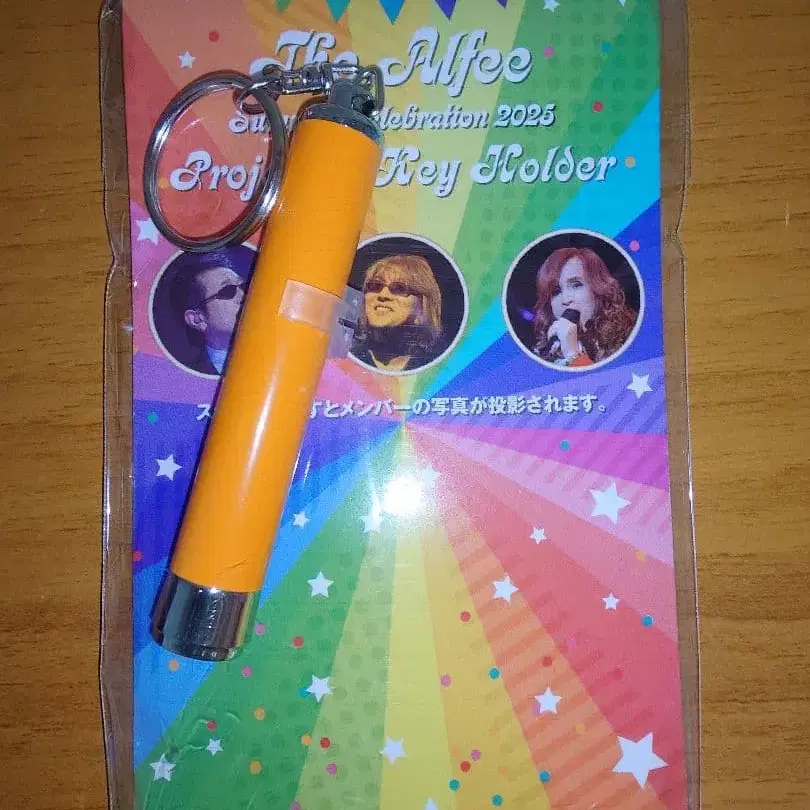 The Alfee
Celebration 2025
Key Holder
とメンバーの写真が投影されます。